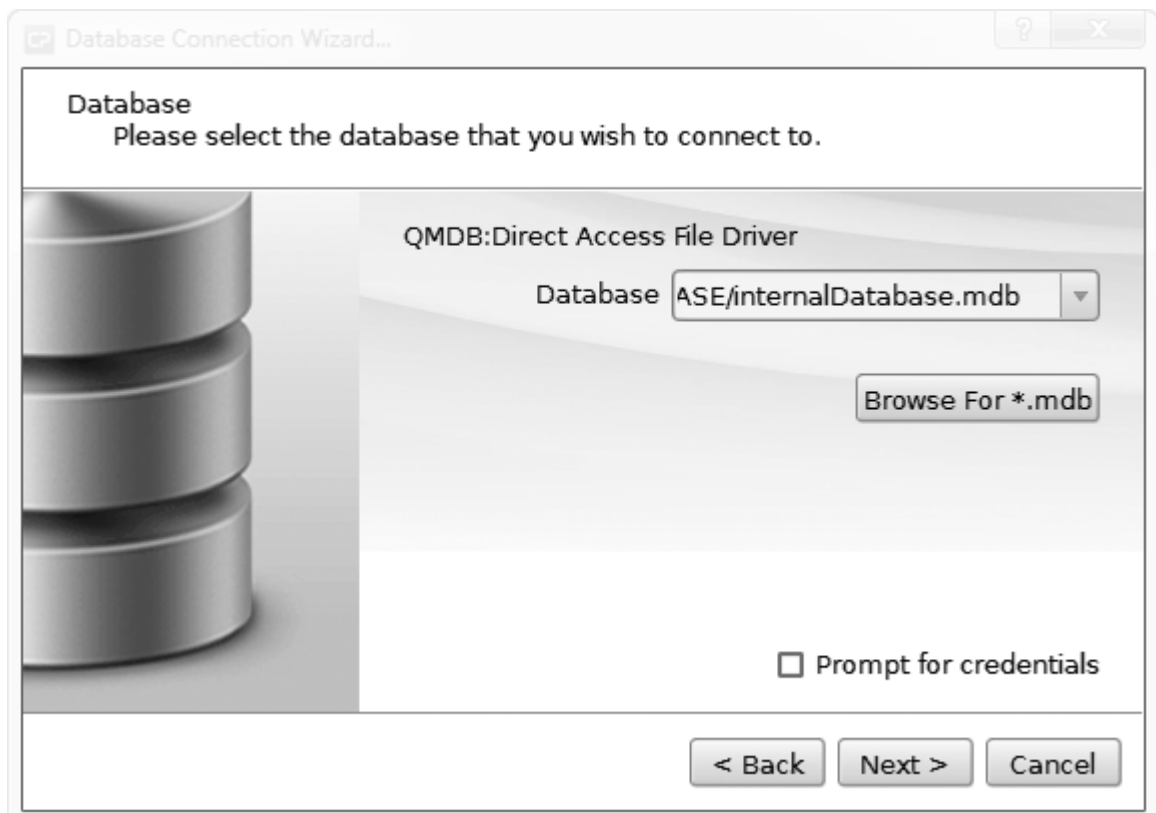 Database Connection Wizard...
Database
Please select the database that you wish to connect to.
QMDB:Direct Access File Driver
Database ASE/internalDatabase.mdb
Browse For *.mdb
Prompt for credentials
< Back Next > Cancel